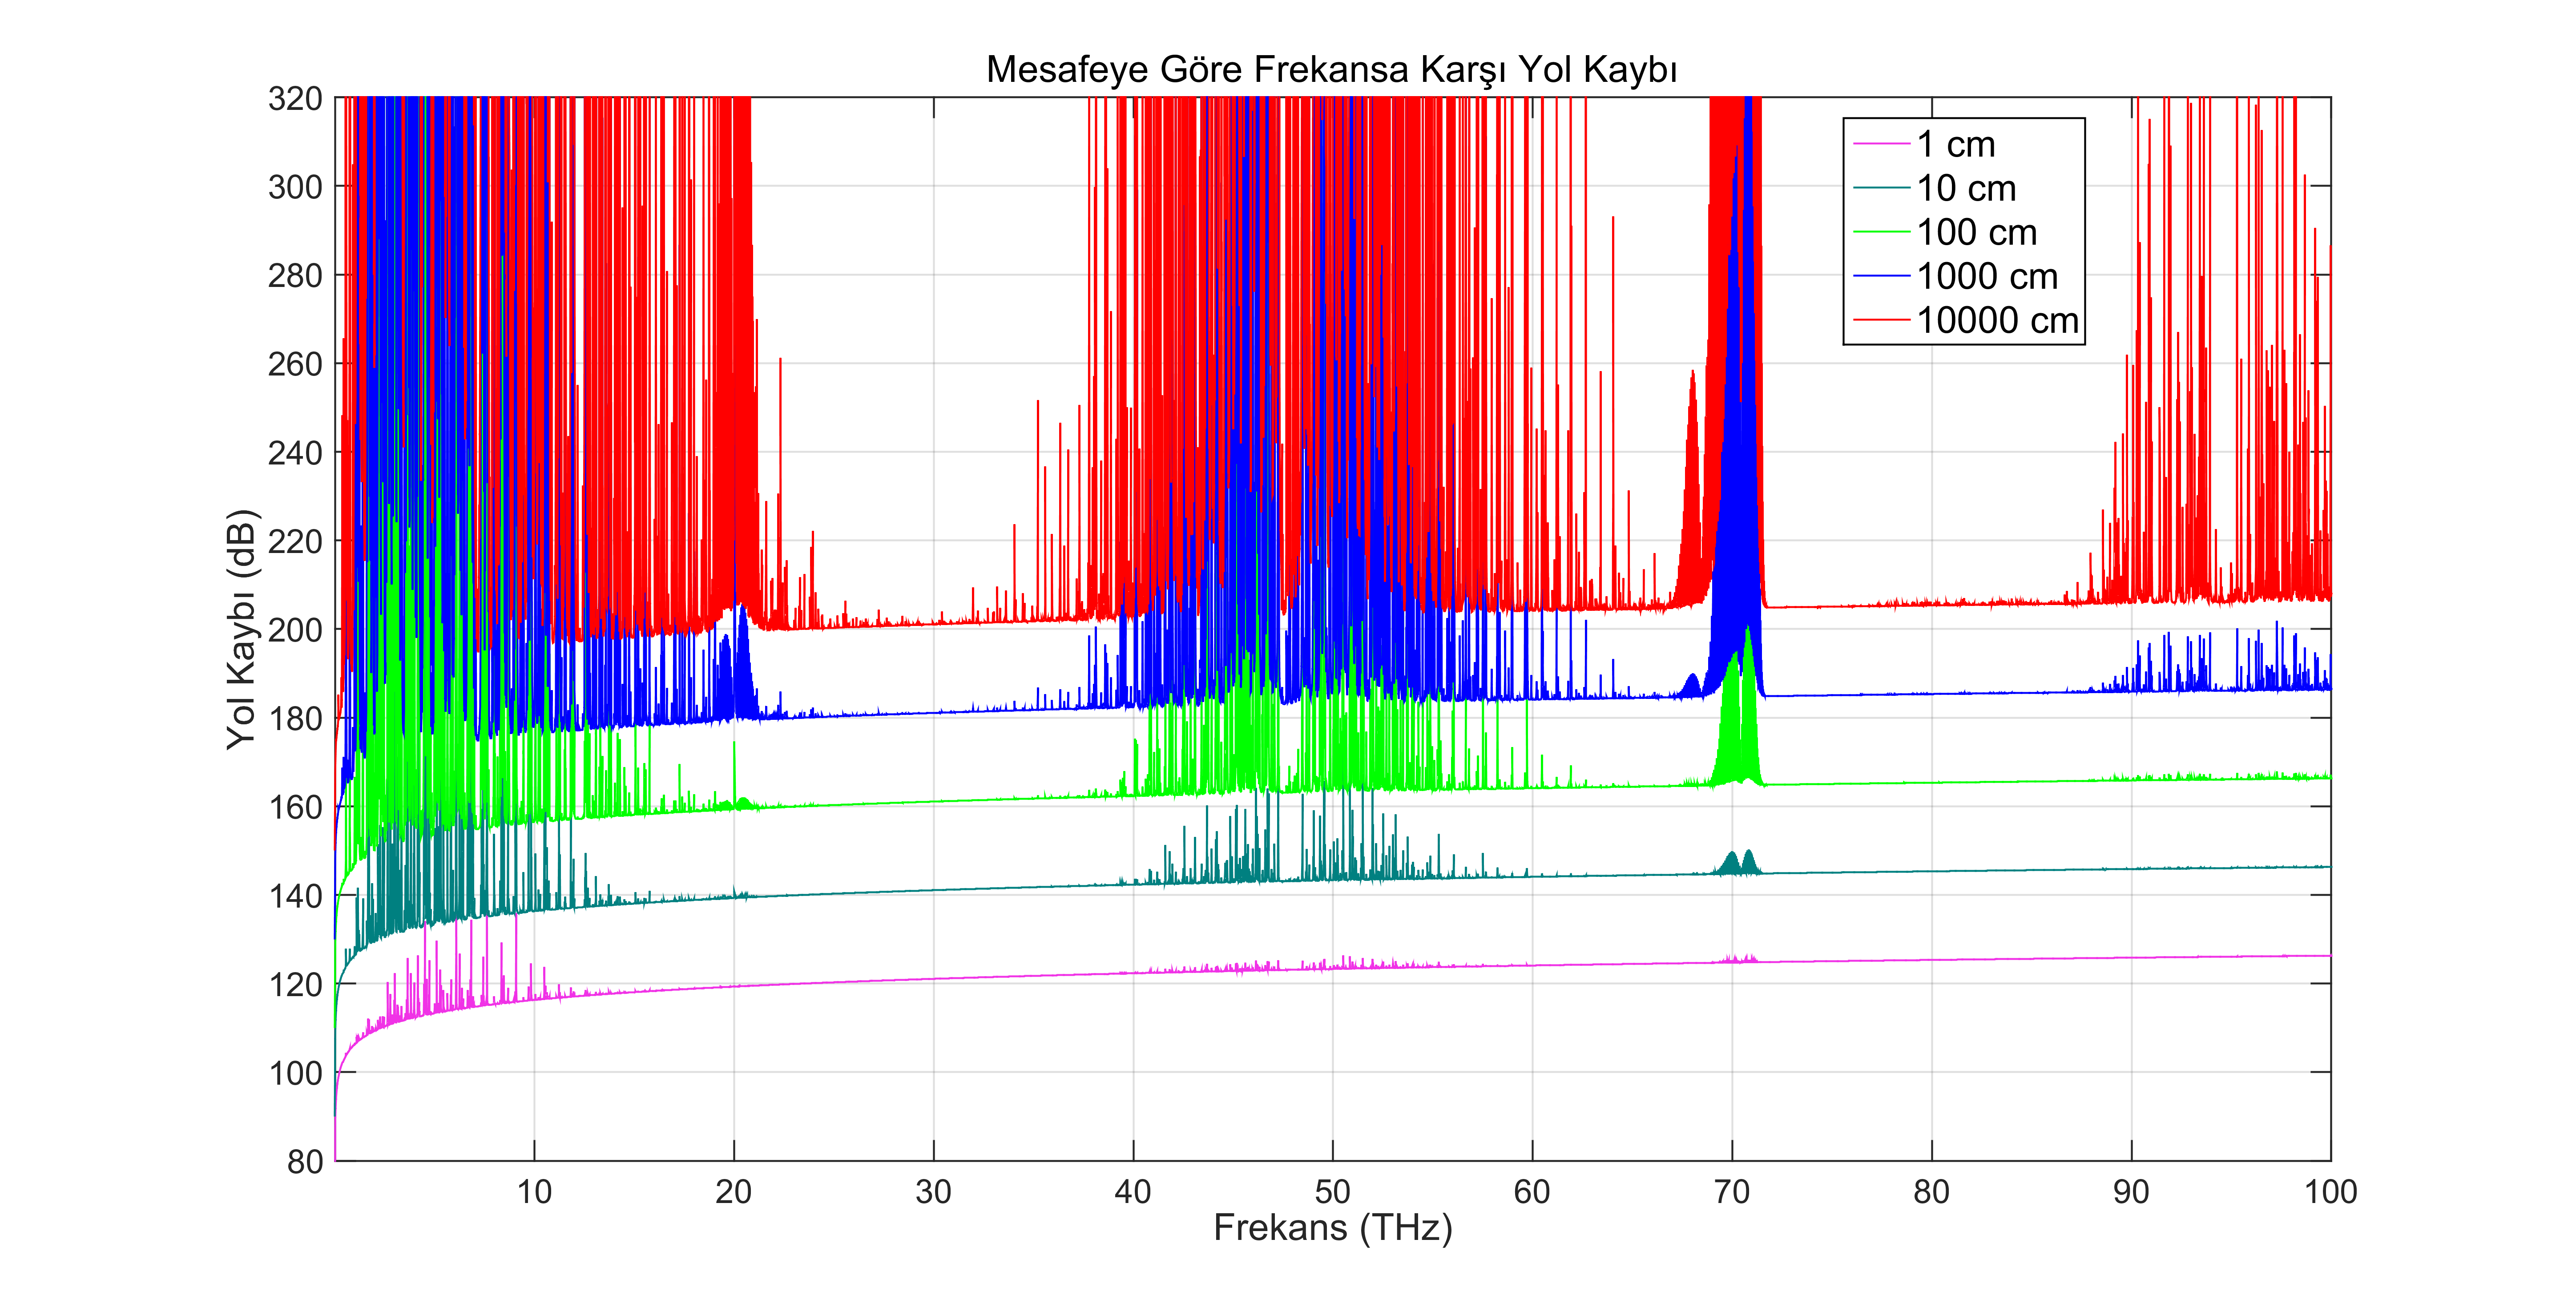 Mesafeye Göre Frekansa Karşı Yol Kaybı
320
300
280
260
240
220
200
180
160
140
120
100
80
Yol Kaybı (dB)
1 cm
10 cm
100 cm
1000 cm
10000 cm
10 20 30 40 50 60 70 80 90 100
Frekans (THz)